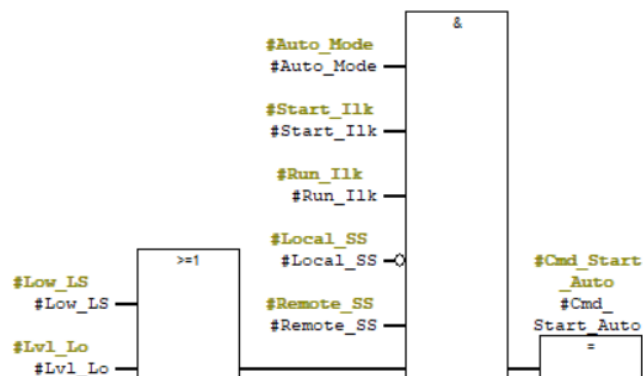 &
#Auto_Mode
#Auto_Mode
#Start_Ilk
#Start_Ilk
#Run_Ilk
#Run_Ilk
#Local_SS
#Local_SS
#Remote_SS
#Remote_SS
>=1
#Low_LS
#Low_LS
#Lvl_Lo
#Lvl_Lo
#Cmd_Start
_Auto
#Cmd_
Start_Auto
=